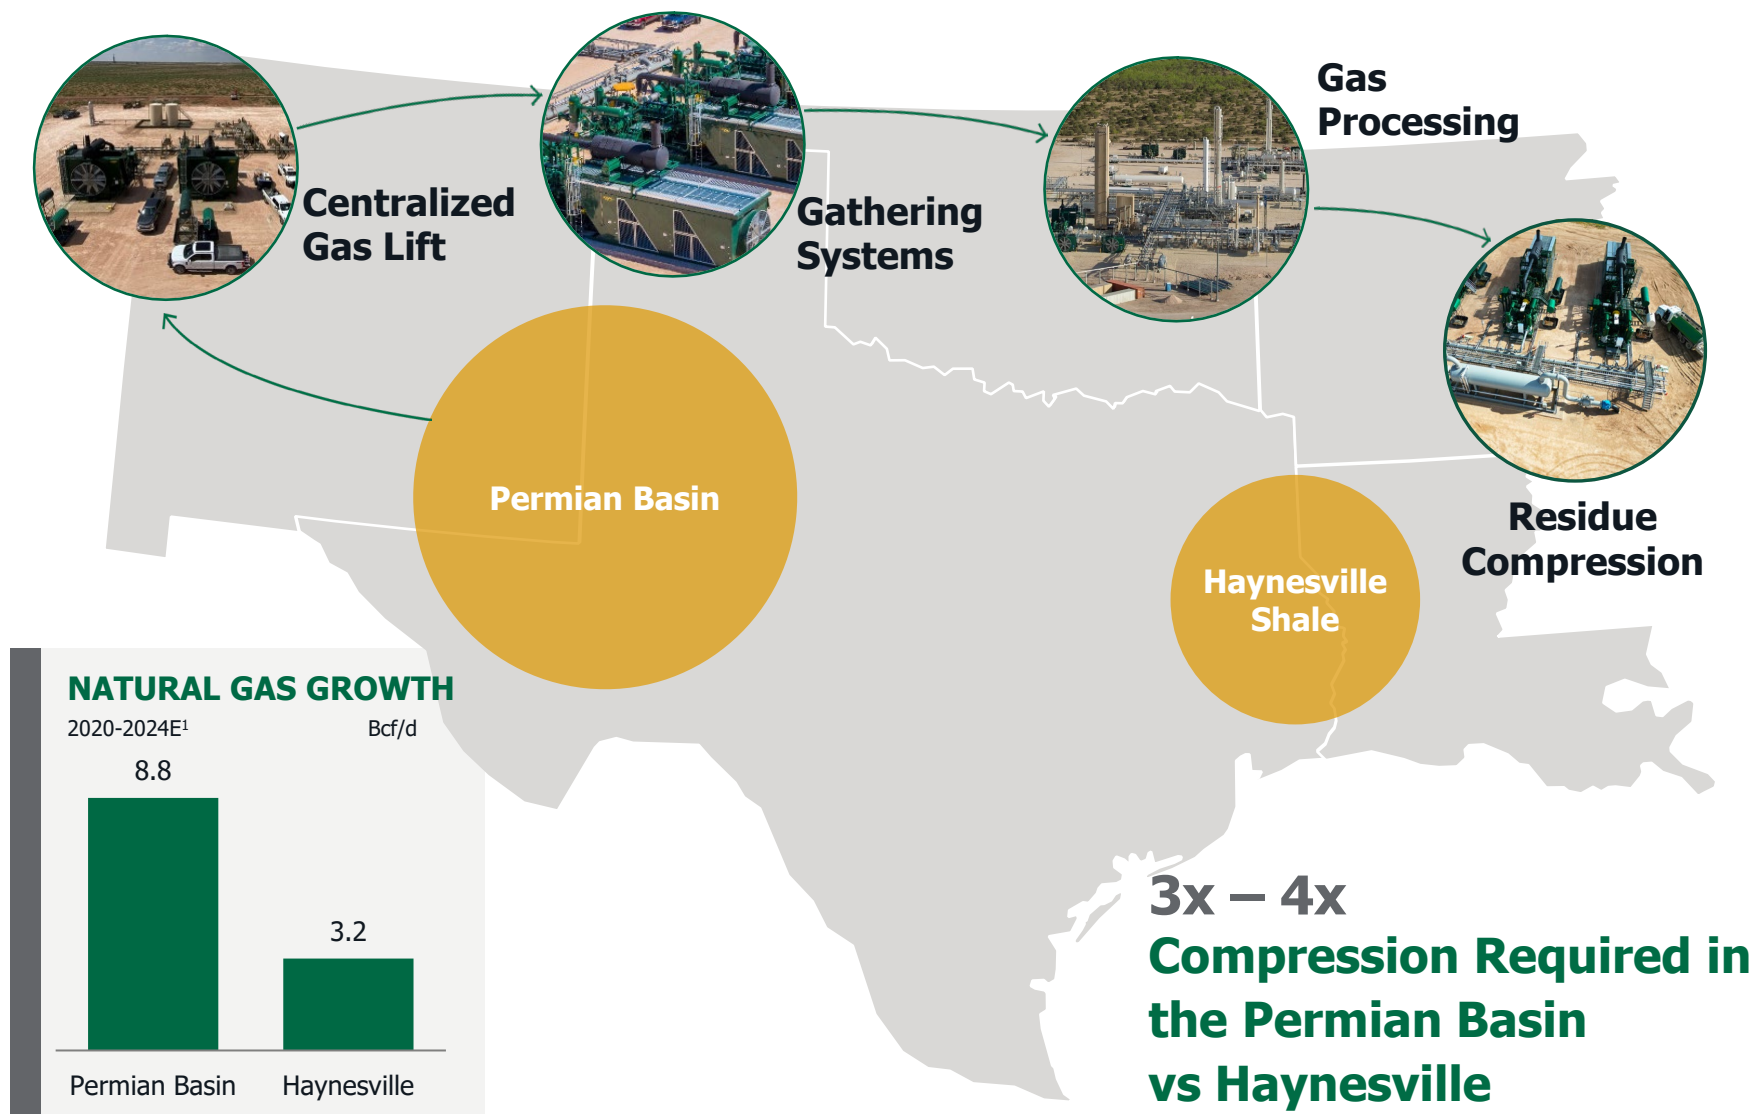 Gas
Processing
Centralized
Gas Lift
Gathering
Systems
Permian Basin
Residue
Compression
Haynesville
Shale
NATURAL GAS GROWTH
2020-2024E¹
Bcf/d
8.8
3.2
Permian Basin
Haynesville
3x – 4x
Compression Required in
the Permian Basin
vs Haynesville